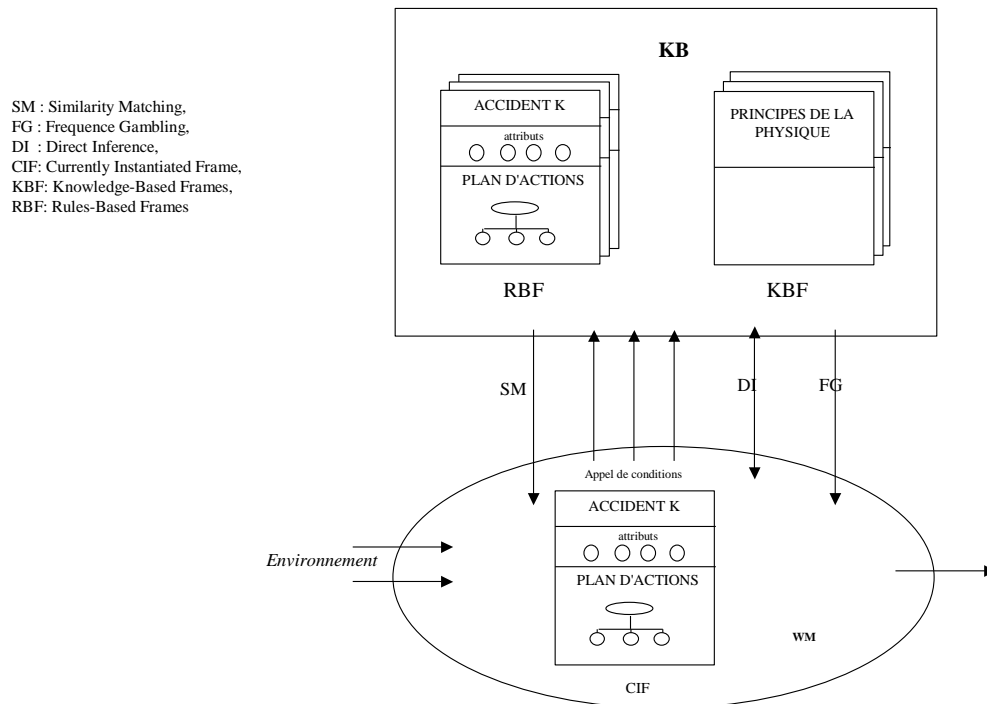 KB
SM : Similarity Matching,
FG : Frequence Gambling,
DI : Direct Inference,
CIF: Currently Instantiated Frame,
KBF: Knowledge-Based Frames,
RBF: Rules-Based Frames
ACCIDENT K
attributs
PLAN D'ACTIONS
RBF
PRINCIPES DE LA
PHYSIQUE
KBF
SM
DI
FG
Appel de conditions
ACCIDENT K
attributs
PLAN D'ACTIONS
Environnement
WM
CIF